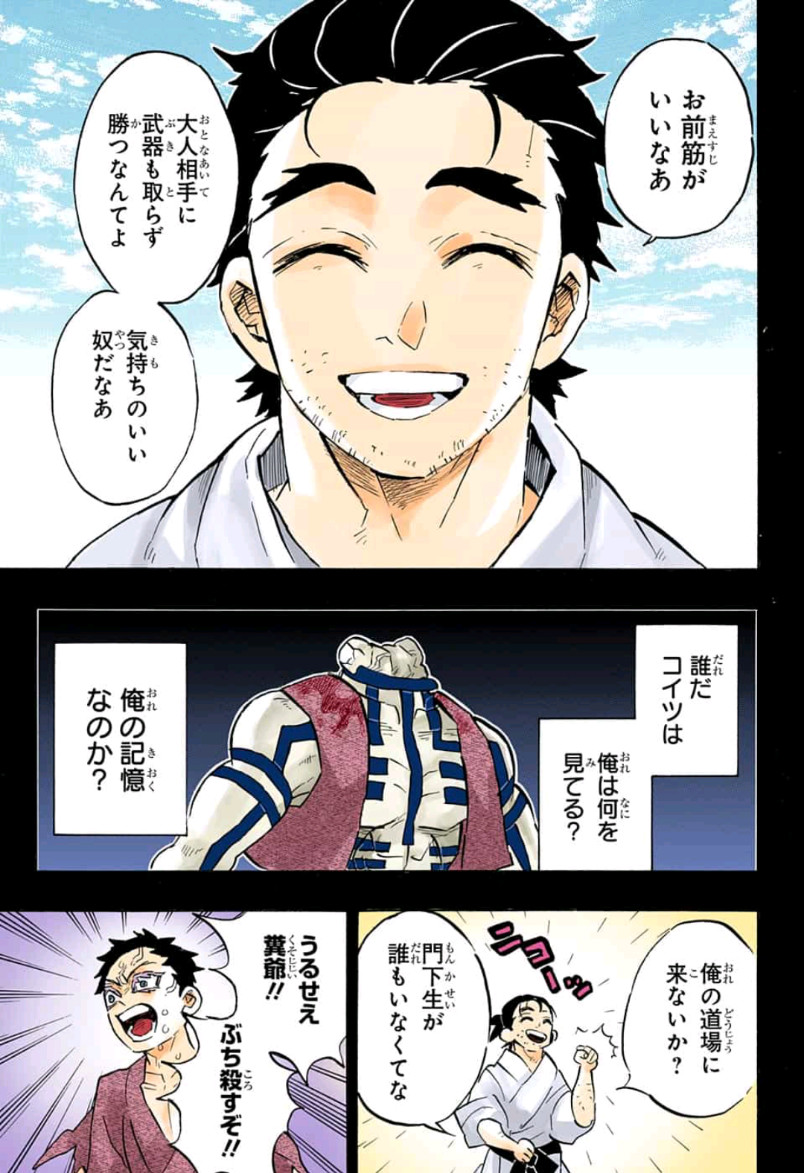 お前筋が
いいなあ
大人相手に
武器も取らず
勝つなんてよ
気持ちのいい
奴だなあ
誰だ
コイツは
俺は何を
見てる?
俺の記憶
なのか?
俺の道場に
来ないか?
ニコーッ
門下生が
誰もいなくてな
うるせえ
糞爺!!
ぶち殺すぞ!!